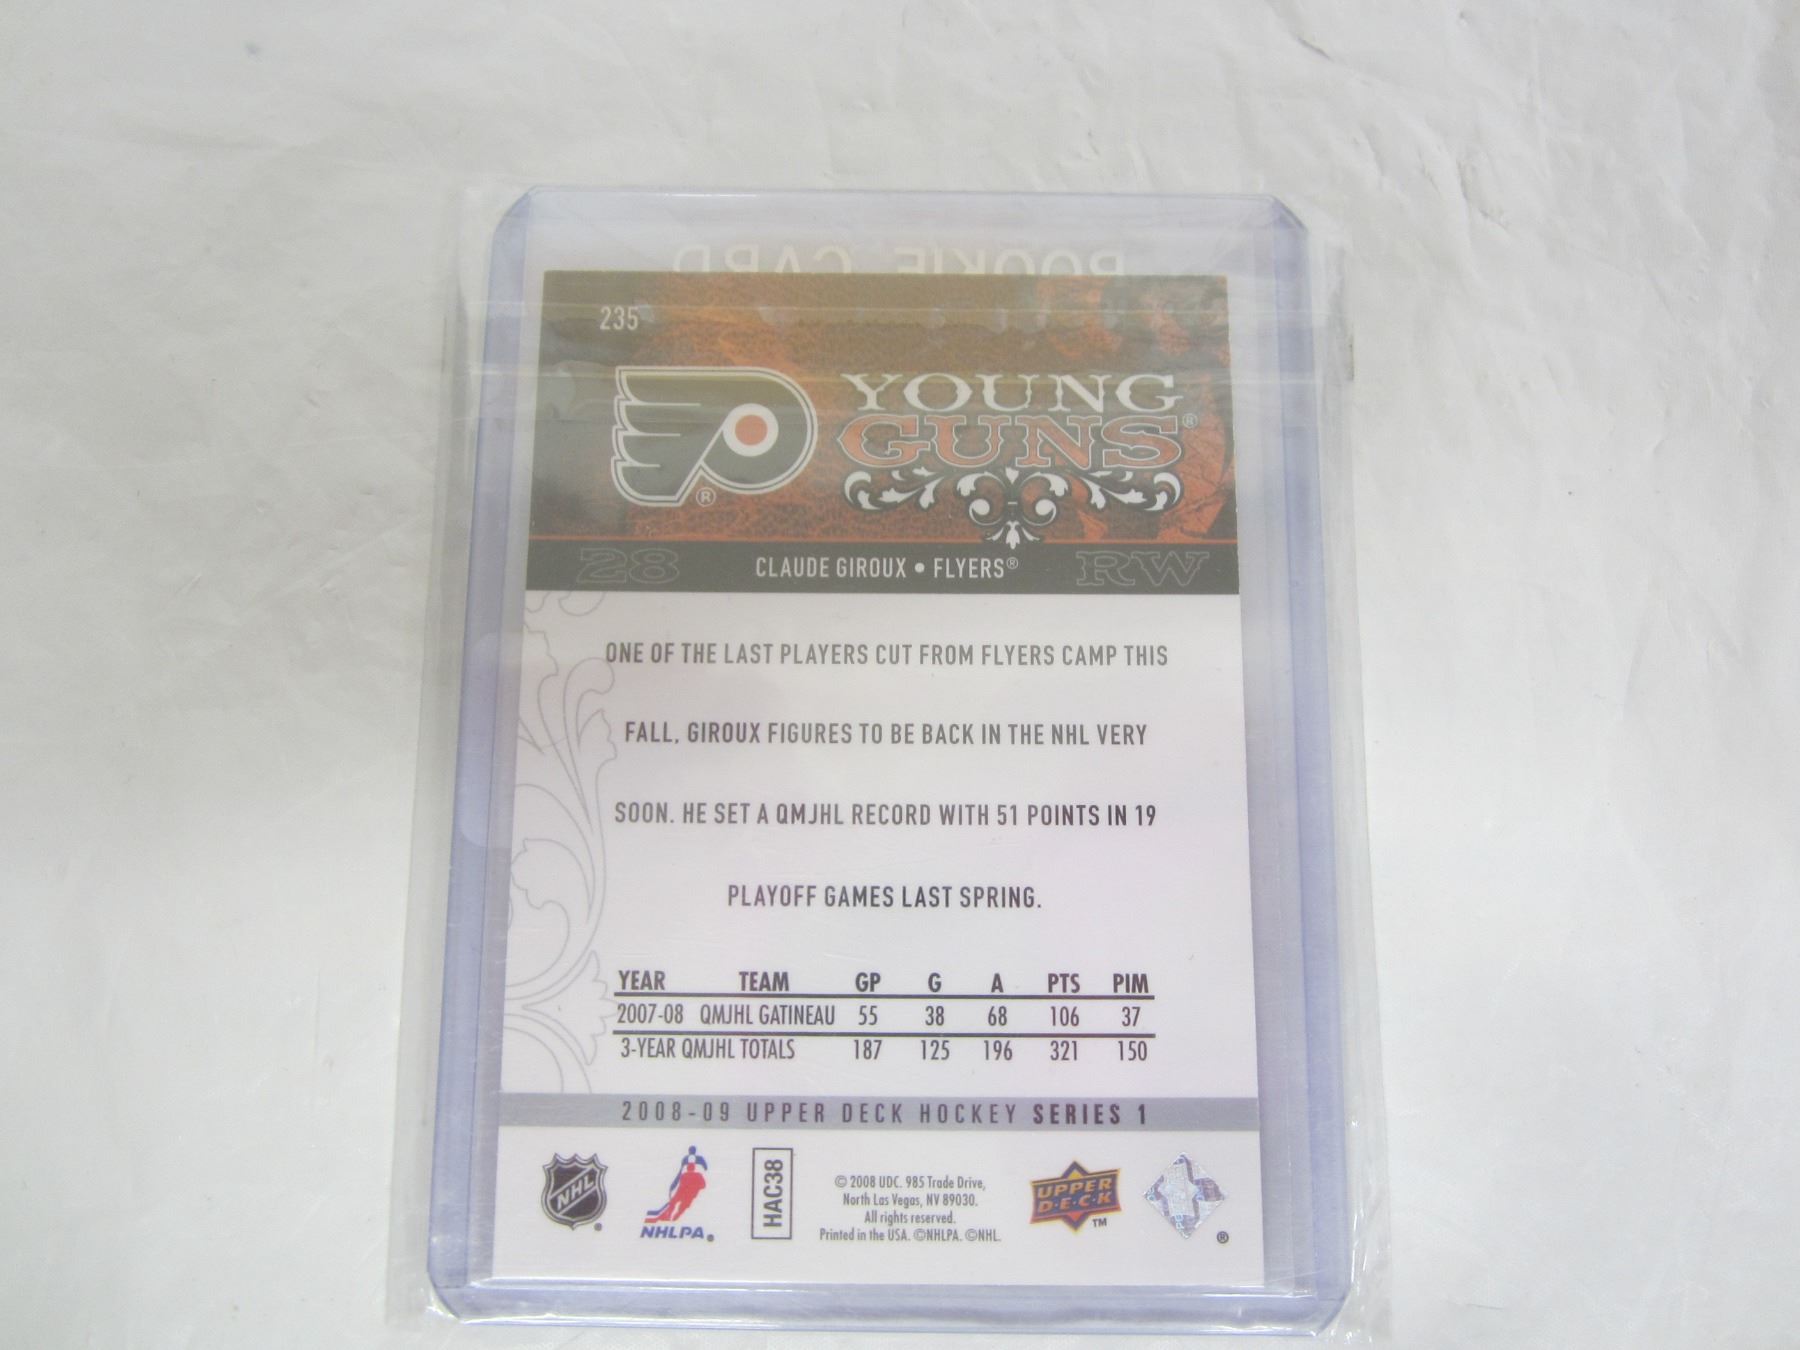 ROOKIE CARD
235
YOUNG
GUNS®
®
28 CLAUDE GIROUX • FLYERS® RW
ONE OF THE LAST PLAYERS CUT FROM FLYERS CAMP THIS
FALL, GIROUX FIGURES TO BE BACK IN THE NHL VERY
SOON. HE SET A QMJHL RECORD WITH 51 POINTS IN 19
PLAYOFF GAMES LAST SPRING.
YEAR TEAM GP G A PTS PIM
2007-08 QMJHL GATINEAU 55 38 68 106 37
3-YEAR QMJHL TOTALS 187 125 196 321 150
2008-09 UPPER DECK HOCKEY SERIES 1
NHL
NHLPA®
HAC38
© 2008 UDC. 985 Trade Drive,
North Las Vegas, NV 89030.
All rights reserved.
Printed in the USA. ©NHLPA. ©NHL.
UPPER
D·E·C·K
TM
®